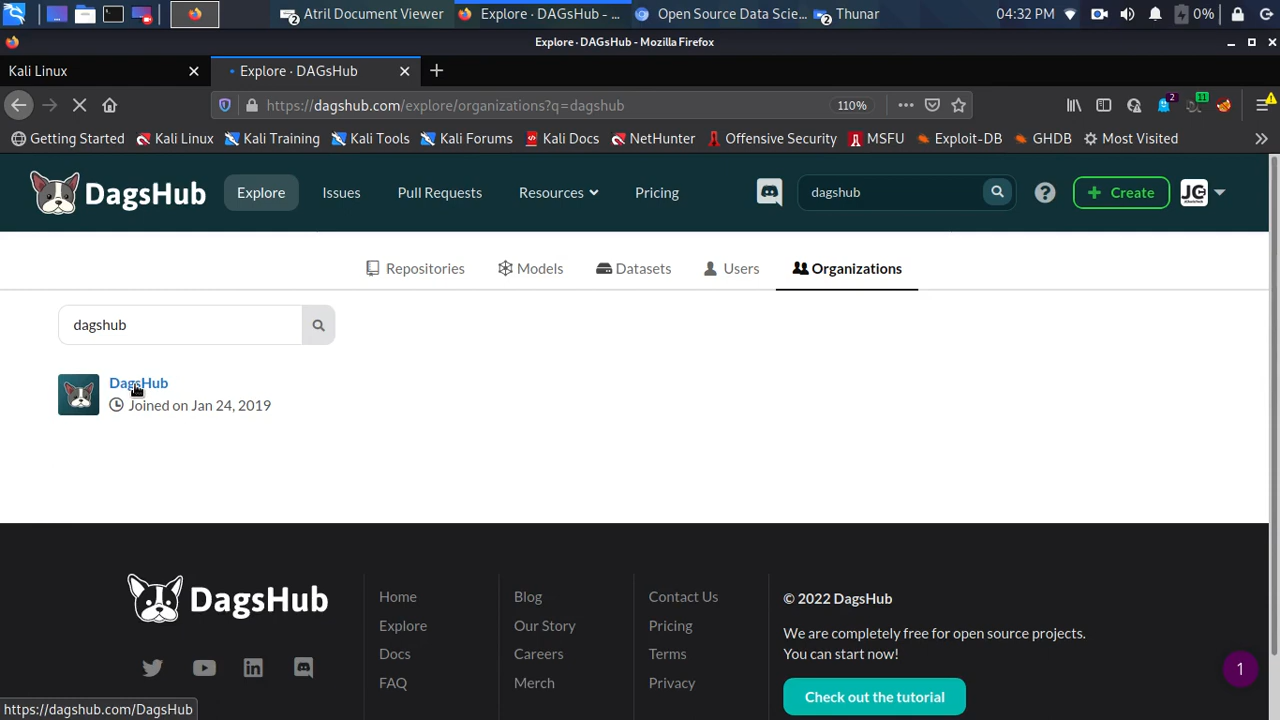 Atril Document Viewer
Explore · DAGsHub - ...
Open Source Data Scie...
Thunar
04:32 PM
0%
Explore · DAGsHub - Mozilla Firefox
Kali Linux
Explore · DAGsHub
https://dagshub.com/explore/organizations?q=dagshub
110%
2
11
Getting Started
Kali Linux
Kali Training
Kali Tools
Kali Forums
Kali Docs
NetHunter
Offensive Security
MSFU
Exploit-DB
GHDB
Most Visited
DagsHub
Explore
Issues
Pull Requests
Resources
Pricing
dagshub
Create
JG
Repositories
Models
Datasets
Users
Organizations
dagshub
DagsHub
Joined on Jan 24, 2019
DagsHub
Home
Explore
Docs
FAQ
Blog
Our Story
Careers
Merch
Contact Us
Pricing
Terms
Privacy
© 2022 DagsHub
We are completely free for open source projects.
You can start now!
Check out the tutorial
1
https://dagshub.com/DagsHub